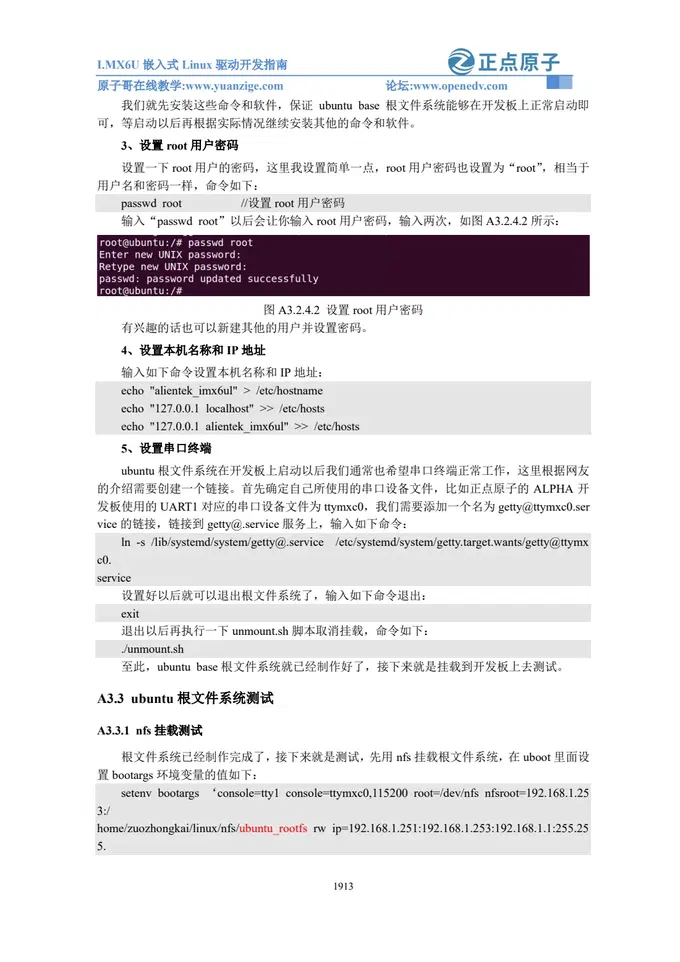 I.MX6U 嵌入式 Linux 驱动开发指南
正点原子
原子哥在线教学:www.yuanzige.com 论坛:www.openedv.com
我们就先安装这些命令和软件，保证 ubuntu base 根文件系统能够在开发板上正常启动即
可，等启动以后再根据实际情况继续安装其他的命令和软件。
3、设置 root 用户密码
设置一下 root 用户的密码，这里我设置简单一点，root 用户密码也设置为“root”，相当于
用户名和密码一样，命令如下：
passwd root //设置 root 用户密码
输入“passwd root”以后会让你输入 root 用户密码，输入两次，如图 A3.2.4.2 所示：
root@ubuntu:/# passwd root
Enter new UNIX password:
Retype new UNIX password:
passwd: password updated successfully
root@ubuntu:/#
图 A3.2.4.2 设置 root 用户密码
有兴趣的话也可以新建其他的用户并设置密码。
4、设置本机名称和 IP 地址
输入如下命令设置本机名称和 IP 地址：
echo "alientek_imx6ul" > /etc/hostname
echo "127.0.0.1 localhost" >> /etc/hosts
echo "127.0.0.1 alientek_imx6ul" >> /etc/hosts
5、设置串口终端
ubuntu 根文件系统在开发板上启动以后我们通常也希望串口终端正常工作，这里根据网友
的介绍需要创建一个链接。首先确定自己所使用的串口设备文件，比如正点原子的 ALPHA 开
发板使用的 UART1 对应的串口设备文件为 ttymxc0，我们需要添加一个名为 getty@ttymxc0.ser
vice 的链接，链接到 getty@.service 服务上，输入如下命令：
ln -s /lib/systemd/system/getty@.service /etc/systemd/system/getty.target.wants/getty@ttymx
c0.
service
设置好以后就可以退出根文件系统了，输入如下命令退出：
exit
退出以后再执行一下 unmount.sh 脚本取消挂载，命令如下：
./unmount.sh
至此，ubuntu base 根文件系统就已经制作好了，接下来就是挂载到开发板上去测试。
A3.3 ubuntu 根文件系统测试
A3.3.1 nfs 挂载测试
根文件系统已经制作完成了，接下来就是测试，先用 nfs 挂载根文件系统，在 uboot 里面设
置 bootargs 环境变量的值如下：
setenv bootargs ‘console=tty1 console=ttymxc0,115200 root=/dev/nfs nfsroot=192.168.1.25
3:/
home/zuozhongkai/linux/nfs/ubuntu_rootfs rw ip=192.168.1.251:192.168.1.253:192.168.1.1:255.25
5.
1913